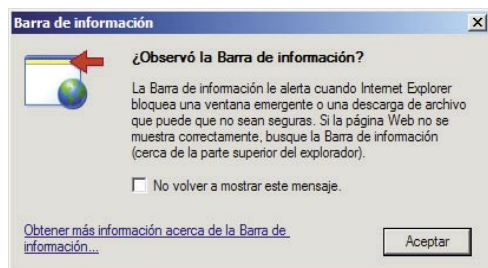 Barra de información
¿Observó la Barra de información?
La Barra de información le alerta cuando Internet Explorer
bloquea una ventana emergente o una descarga de archivo
que puede que no sean seguras. Si la página Web no se
muestra correctamente, busque la Barra de información
(cerca de la parte superior del explorador).
No volver a mostrar este mensaje.
Obtener más información acerca de la Barra de
información...
Aceptar